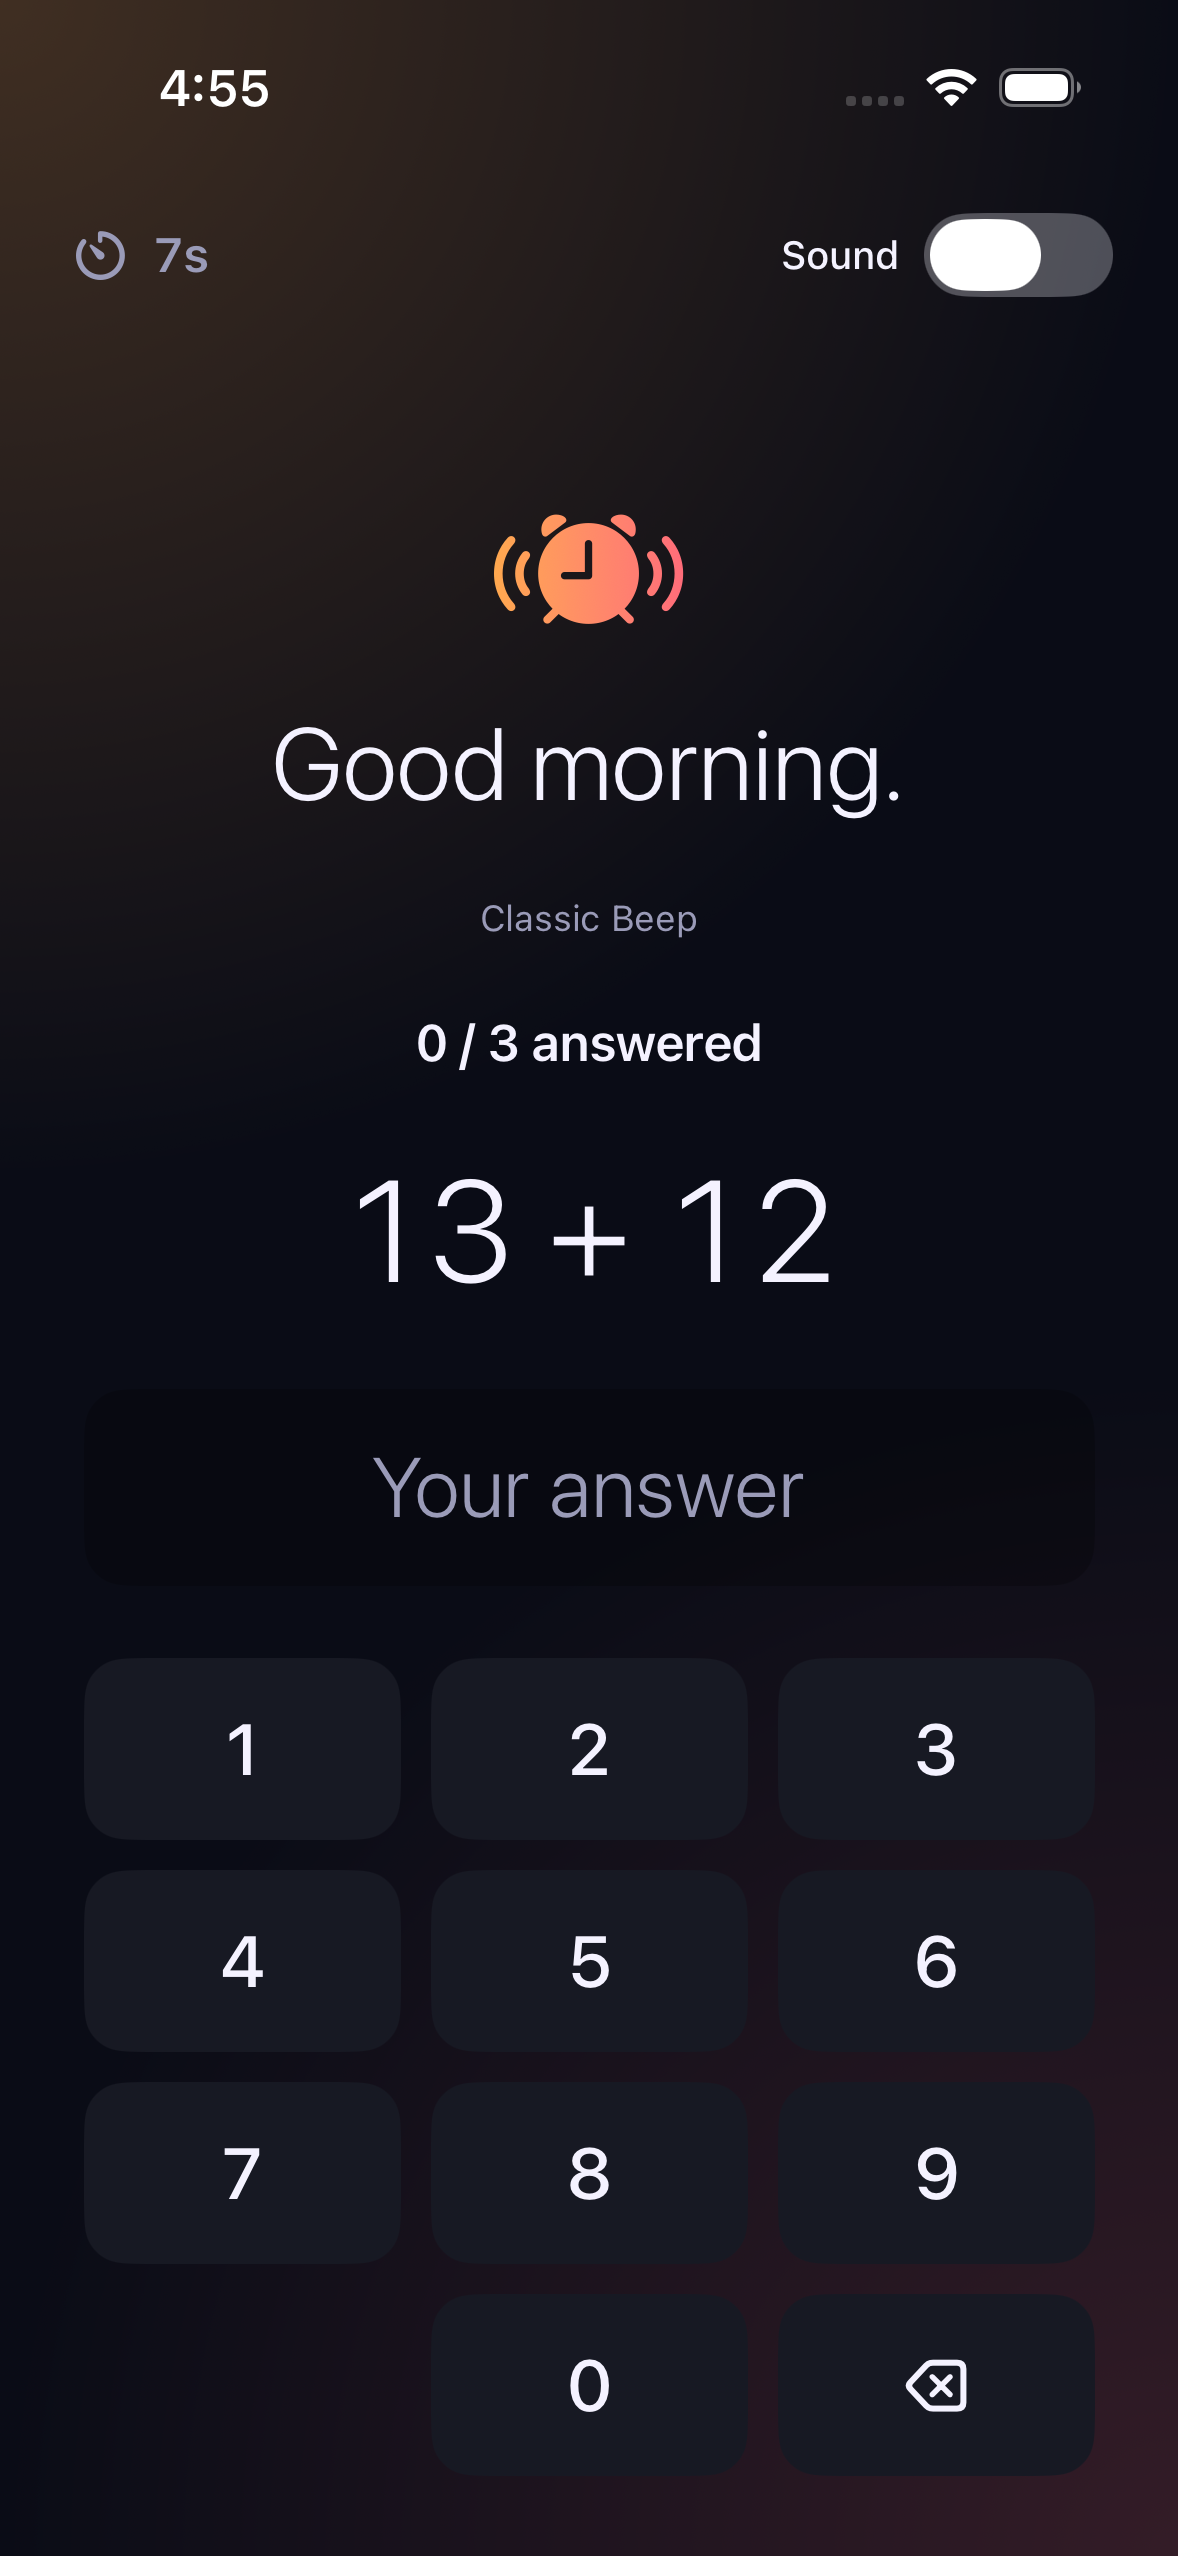 4:55
7s
Sound
Good morning.
Classic Beep
0 / 3 answered
13 + 12
Your answer
1 2 3
4 5 6
7 8 9
0